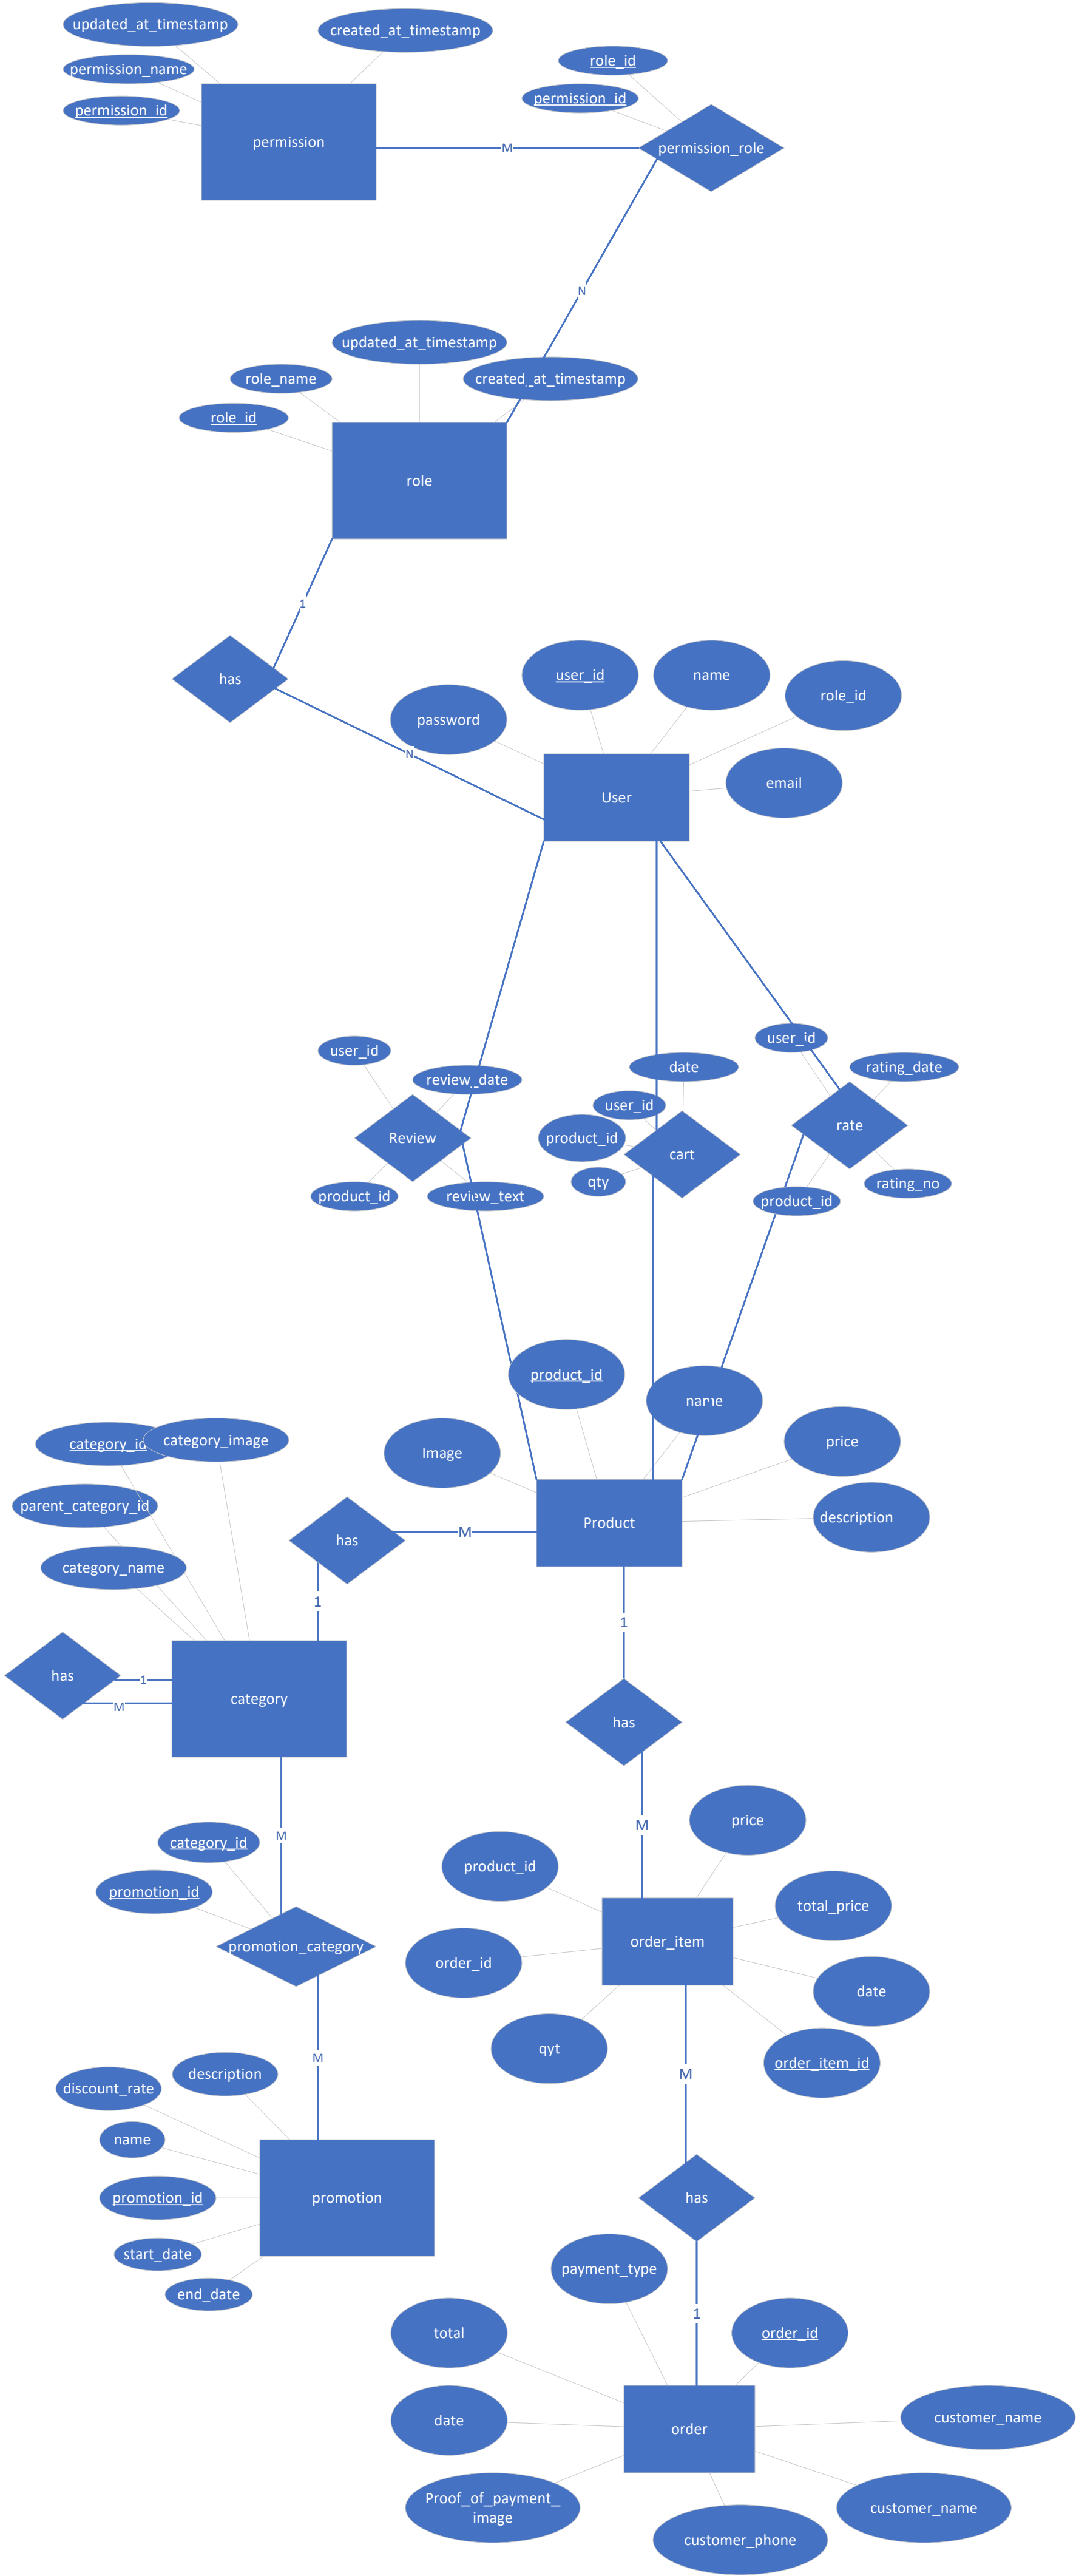 updated_at_timestamp
created_at_timestamp
permission_name
role_id
permission_id
permission_id
permission
permission_role
M
N
updated_at_timestamp
role_name
created_at_timestamp
role_id
role
1
has
user_id
name
role_id
password
N
email
User
user_id
user_id
review_date
date
rating_date
user_id
Review
product_id
cart
rate
qty
rating_no
product_id
review_text
product_id
product_id
name
category_id
category_image
Image
price
parent_category_id
description
Product
has
M
category_name
1
1
has
1
category
M
has
M
M
price
category_id
product_id
promotion_id
total_price
promotion_category
order_item
order_id
date
qyt
order_item_id
M
M
description
discount_rate
name
promotion_id
promotion
has
start_date
end_date
payment_type
1
total
order_id
customer_name
date
order
Proof_of_payment_
image
customer_name
customer_phone